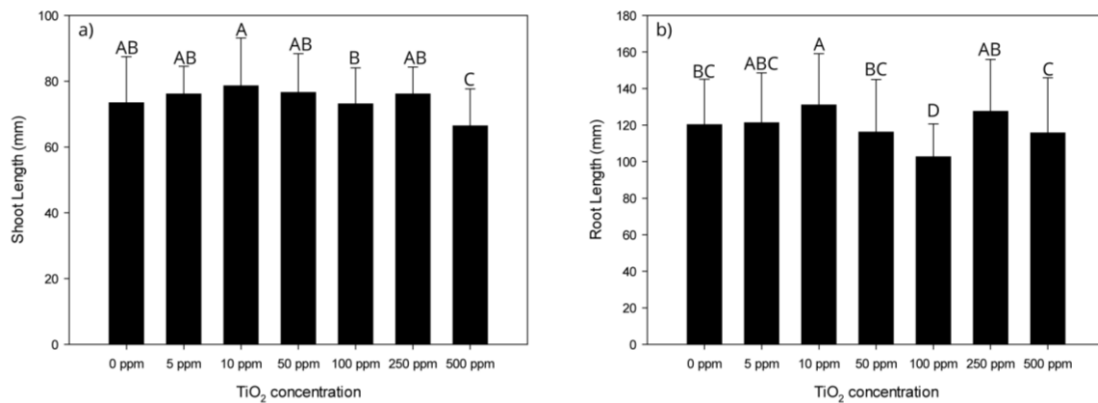 a)
Shoot Length (mm)
100
80
60
40
20
0
AB AB A AB B AB C
0 ppm 5 ppm 10 ppm 50 ppm 100 ppm 250 ppm 500 ppm
TiO₂ concentration
b)
Root Length (mm)
180
160
140
120
100
80
60
40
20
0
BC ABC A BC D AB C
0 ppm 5 ppm 10 ppm 50 ppm 100 ppm 250 ppm 500 ppm
TiO₂ concentration